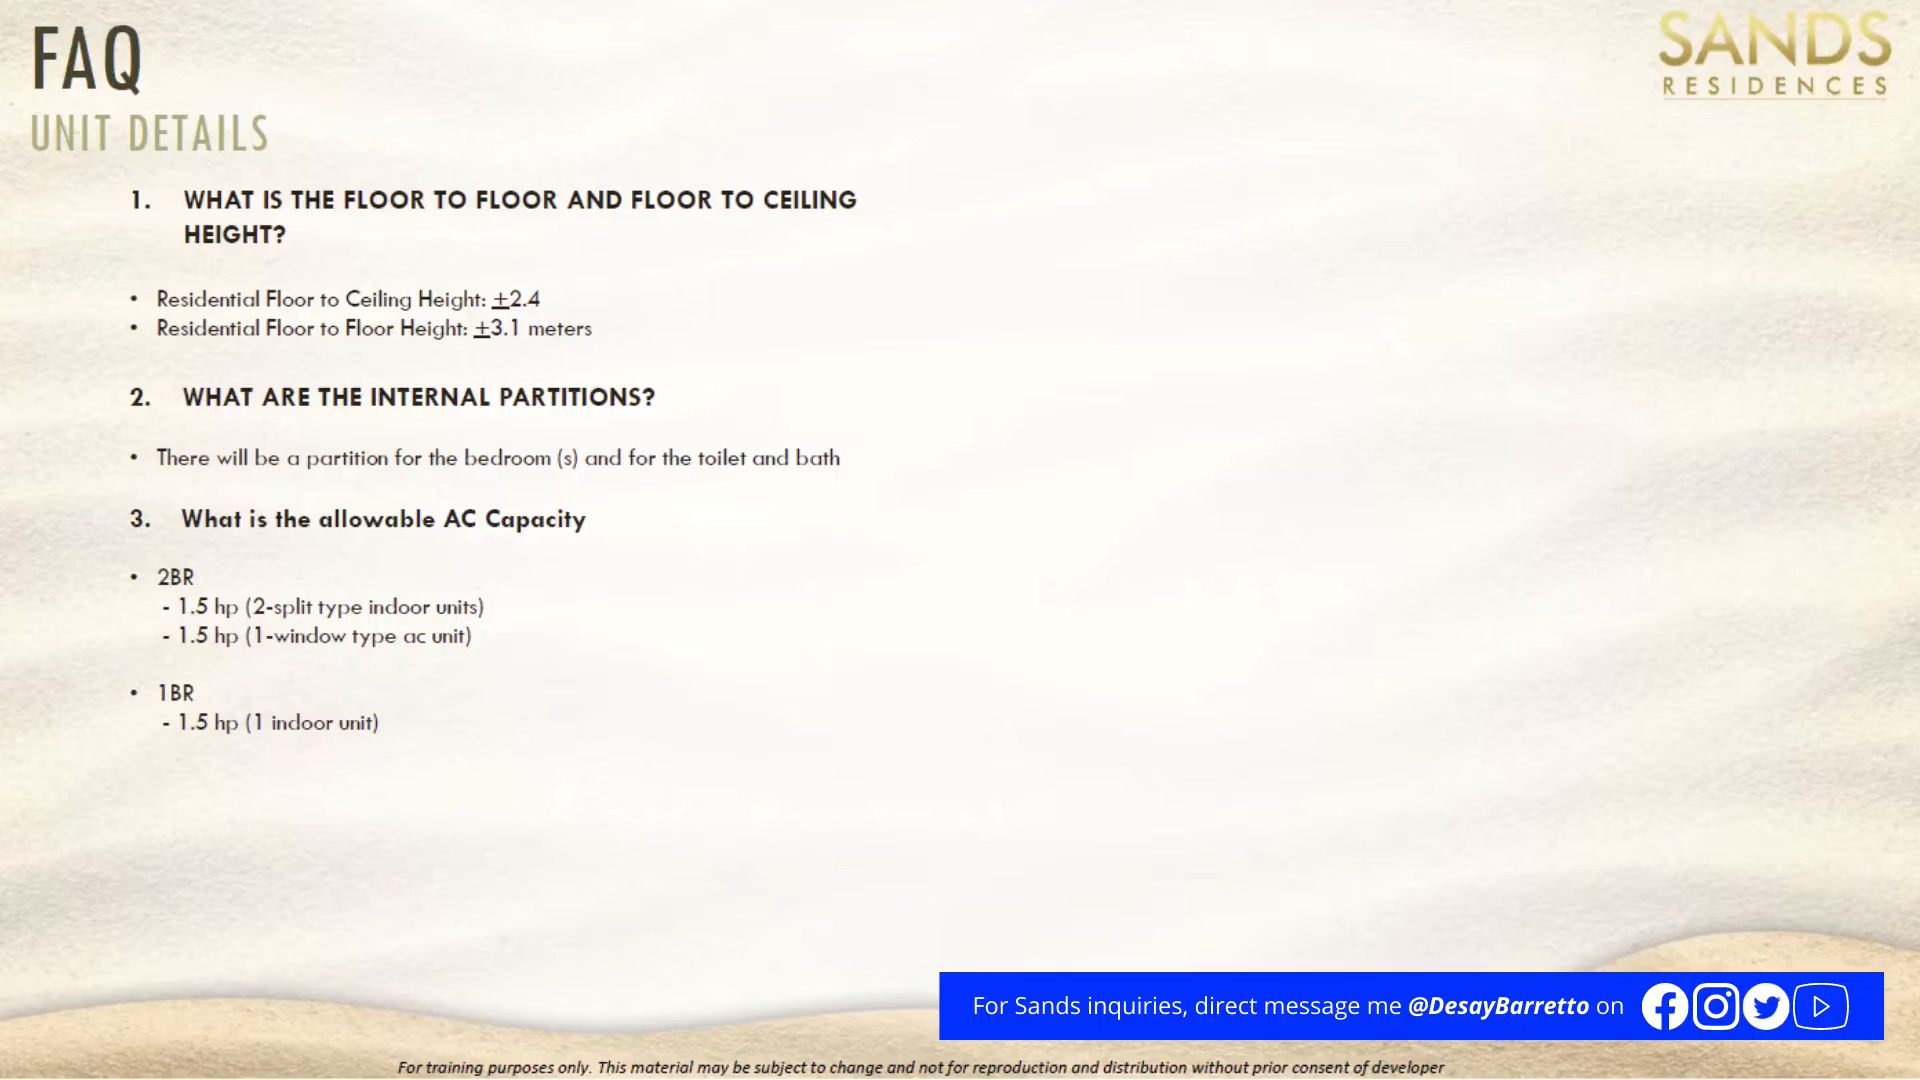 FAQ
UNIT DETAILS
SANDS
RESIDENCES
1. WHAT IS THE FLOOR TO FLOOR AND FLOOR TO CEILING
HEIGHT?
• Residential Floor to Ceiling Height: ±2.4
• Residential Floor to Floor Height: ±3.1 meters
2. WHAT ARE THE INTERNAL PARTITIONS?
• There will be a partition for the bedroom (s) and for the toilet and bath
3. What is the allowable AC Capacity
• 2BR
- 1.5 hp (2-split type indoor units)
- 1.5 hp (1-window type ac unit)
• 1BR
- 1.5 hp (1 indoor unit)
For Sands inquiries, direct message me @DesayBarretto on
For training purposes only. This material may be subject to change and not for reproduction and distribution without prior consent of developer